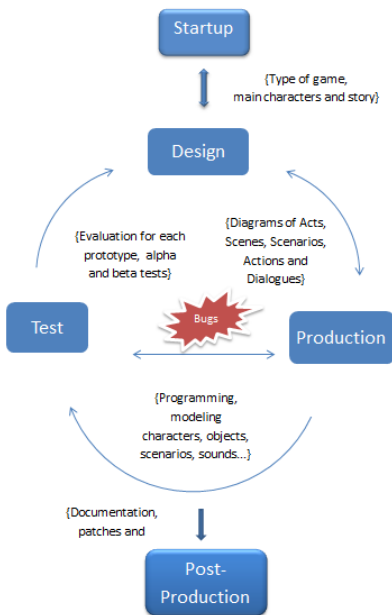 Startup
{Type of game,
main characters and story}
Design
{Evaluation for each
prototype, alpha
and beta tests}
{Diagrams of Acts,
Scenes, Scenarios,
Actions and
Dialogues}
Test
Bugs
Production
{Programming,
modeling
characters, objects,
scenarios, sounds...}
{Documentation,
patches and
Post-
Production